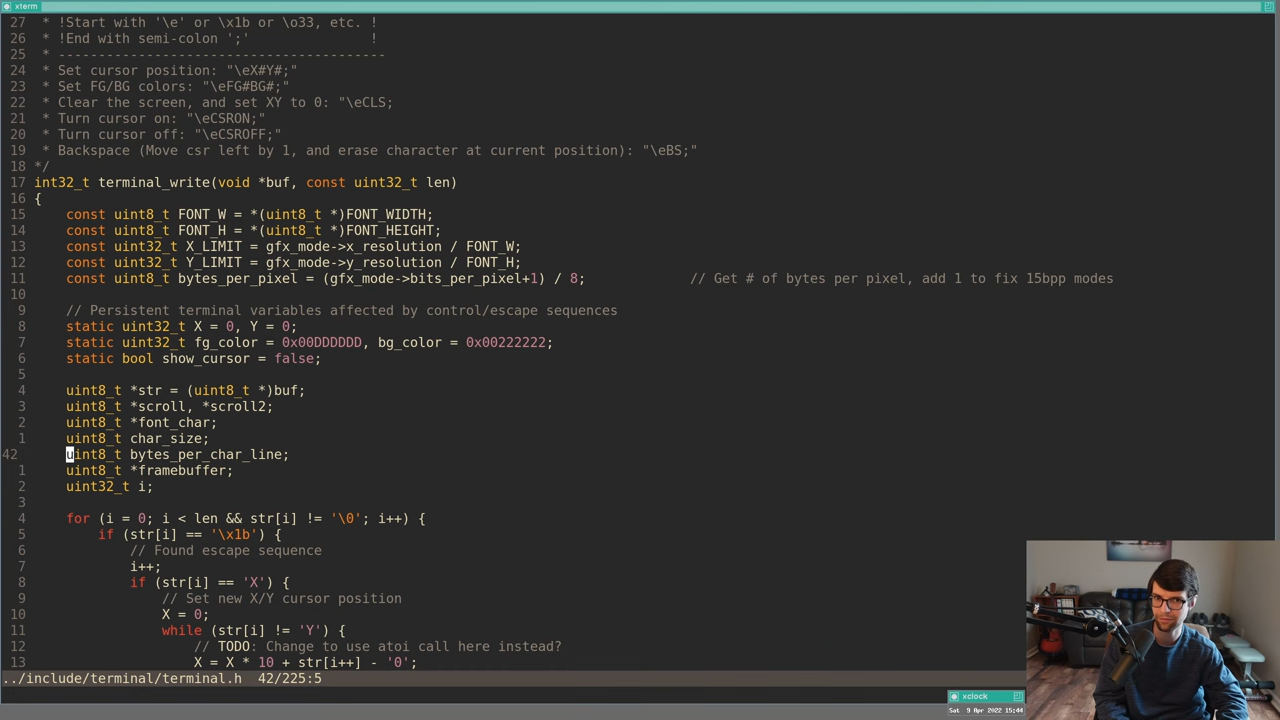 xterm
27  * !Start with '\e' or \x1b or \o33, etc. !
26  * !End with semi-colon ';'                !
25  * -----------------------------------------
24  * Set cursor position: "\eX#Y#;"
23  * Set FG/BG colors: "\eFG#BG#;"
22  * Clear the screen, and set XY to 0: "\eCLS;
21  * Turn cursor on: "\eCSRON;"
20  * Turn cursor off: "\eCSROFF;"
19  * Backspace (Move csr left by 1, and erase character at current position): "\eBS;"
18 */
17 int32_t terminal_write(void *buf, const uint32_t len)
16 {
15     const uint8_t FONT_W = *(uint8_t *)FONT_WIDTH;
14     const uint8_t FONT_H = *(uint8_t *)FONT_HEIGHT;
13     const uint32_t X_LIMIT = gfx_mode->x_resolution / FONT_W;
12     const uint32_t Y_LIMIT = gfx_mode->y_resolution / FONT_H;
11     const uint8_t bytes_per_pixel = (gfx_mode->bits_per_pixel+1) / 8;             // Get # of bytes per pixel, add 1 to fix 15bpp modes
10
9     // Persistent terminal variables affected by control/escape sequences
8     static uint32_t X = 0, Y = 0;
7     static uint32_t fg_color = 0x00DDDDDD, bg_color = 0x00222222;
6     static bool show_cursor = false;
5
4     uint8_t *str = (uint8_t *)buf;
3     uint8_t *scroll, *scroll2;
2     uint8_t *font_char;
1     uint8_t char_size;
42     uint8_t bytes_per_char_line;
1     uint8_t *framebuffer;
2     uint32_t i;
3
4     for (i = 0; i < len && str[i] != '\0'; i++) {
5         if (str[i] == '\x1b') {
6             // Found escape sequence
7             i++;
8             if (str[i] == 'X') {
9                 // Set new X/Y cursor position
10                 X = 0;
11                 while (str[i] != 'Y') {
12                     // TODO: Change to use atoi call here instead?
13                     X = X * 10 + str[i++] - '0';
../include/terminal/terminal.h  42/225:5
xclock
Sat  9 Apr 2022 15:44